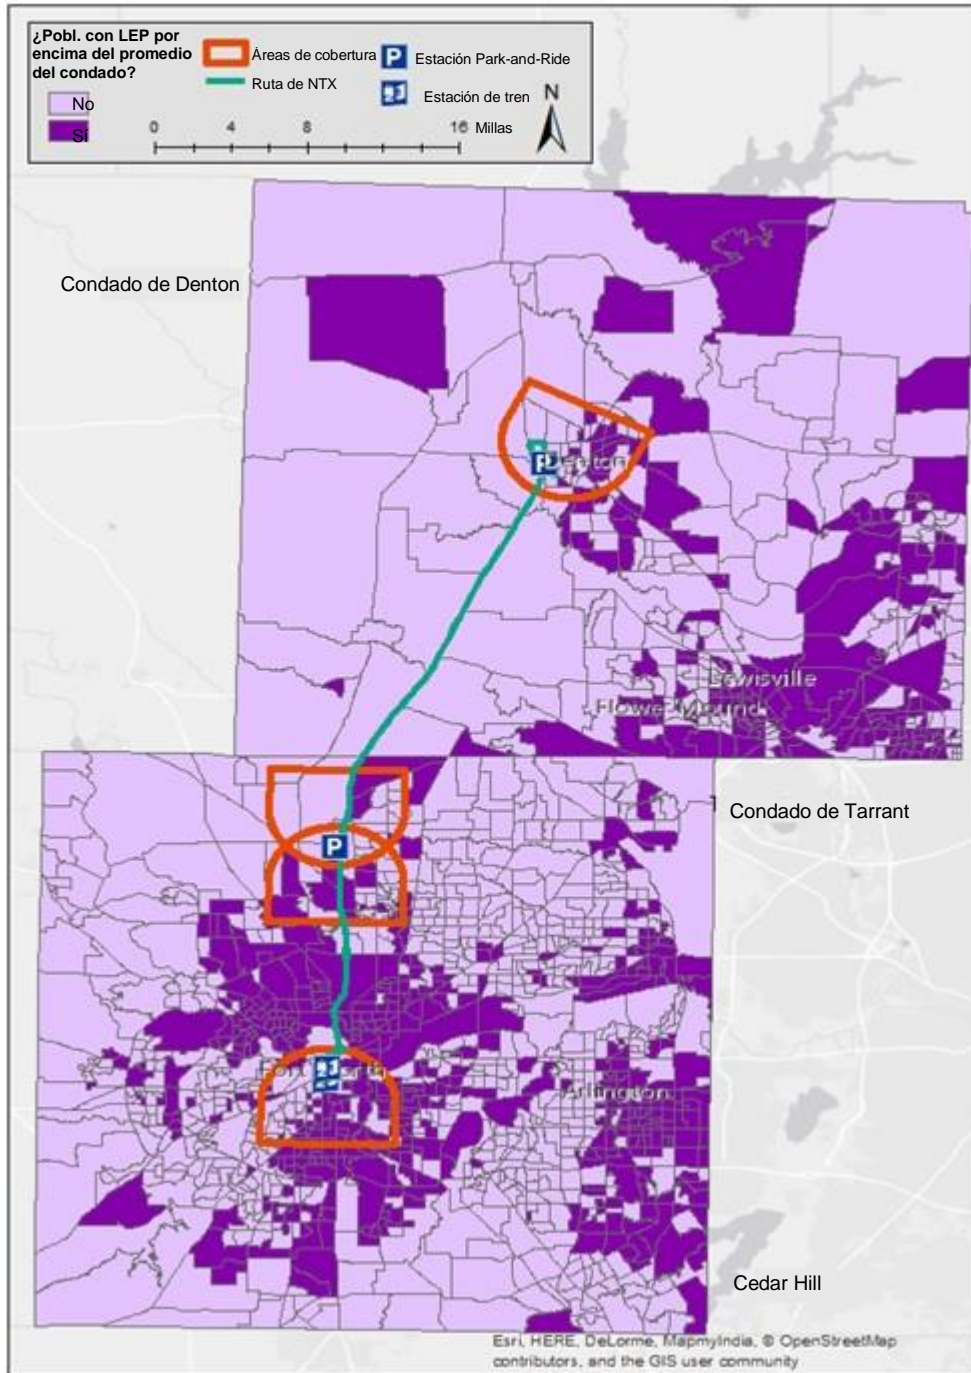 ¿Pobl. con LEP por
encima del promedio
del condado?
No
Sí
Áreas de cobertura
Ruta de NTX
P Estación Park-and-Ride
Estación de tren
N
0 4 8 16 Millas
Condado de Denton
P
Denton
Lewisville
Flower Mound
Condado de Tarrant
P
Fort Worth
Arlington
Cedar Hill
Esri, HERE, DeLorme, MapmyIndia, © OpenStreetMap
contributors, and the GIS user community